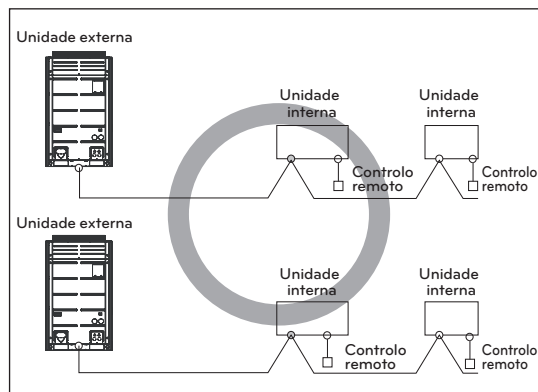 Unidade externa
Unidade
interna
Unidade
interna
Controlo
remoto
Controlo
remoto
Unidade externa
Unidade
interna
Unidade
interna
Controlo
remoto
Controlo
remoto